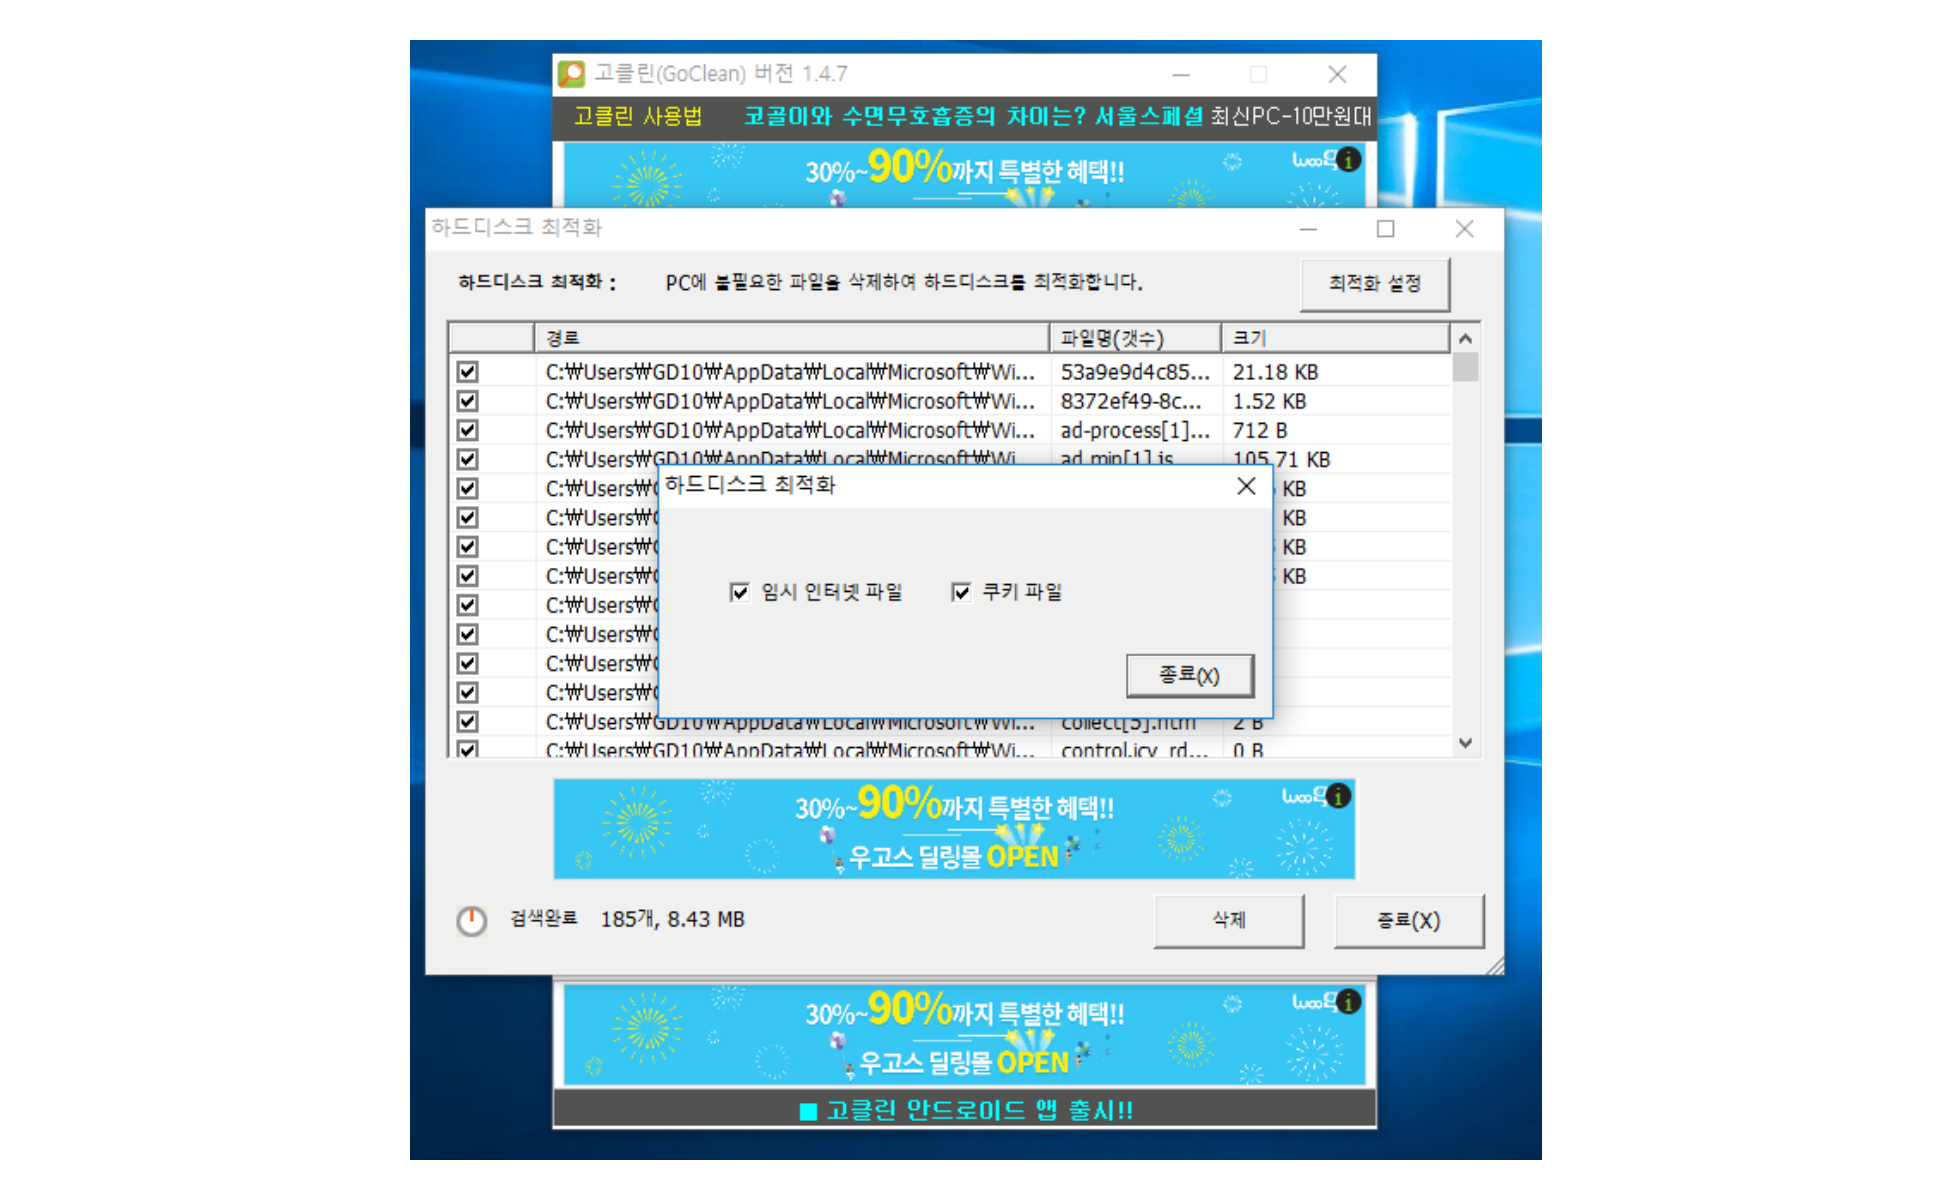 고클린(GoClean) 버전 1.4.7
고클린 사용법 코골이와 수면무호흡증의 차이는? 서울스페셜 최신PC-10만원대
30%~90%까지 특별한 혜택!!
하드디스크 최적화
하드디스크 최적화 : PC에 불필요한 파일을 삭제하여 하드디스크를 최적화합니다. 최적화 설정
경로 파일명(갯수) 크기
C:₩Users₩GD10₩AppData₩Local₩Microsoft₩Wi... 53a9e9d4c85... 21.18 KB
C:₩Users₩GD10₩AppData₩Local₩Microsoft₩Wi... 8372ef49-8c... 1.52 KB
C:₩Users₩GD10₩AppData₩Local₩Microsoft₩Wi... ad-process[1]... 712 B
C:₩Users₩GD10₩AppData₩Local₩Microsoft₩Wi... ad.min[1].js 105.71 KB
C:₩Users₩ KB
C:₩Users₩ KB
C:₩Users₩ KB
C:₩Users₩ KB
C:₩Users₩
C:₩Users₩
C:₩Users₩
C:₩Users₩
C:₩Users₩GD10₩AppData₩Local₩Microsoft₩Wi... collect[5].htm 2 B
C:₩Users₩GD10₩AppData₩Local₩Microsoft₩Wi... control.icv_rd... 0 B
하드디스크 최적화
임시 인터넷 파일 쿠키 파일
종료(X)
30%~90%까지 특별한 혜택!!
우고스 딜링몰 OPEN
검색완료 185개, 8.43 MB 삭제 종료(X)
30%~90%까지 특별한 혜택!!
우고스 딜링몰 OPEN
■ 고클린 안드로이드 앱 출시!!